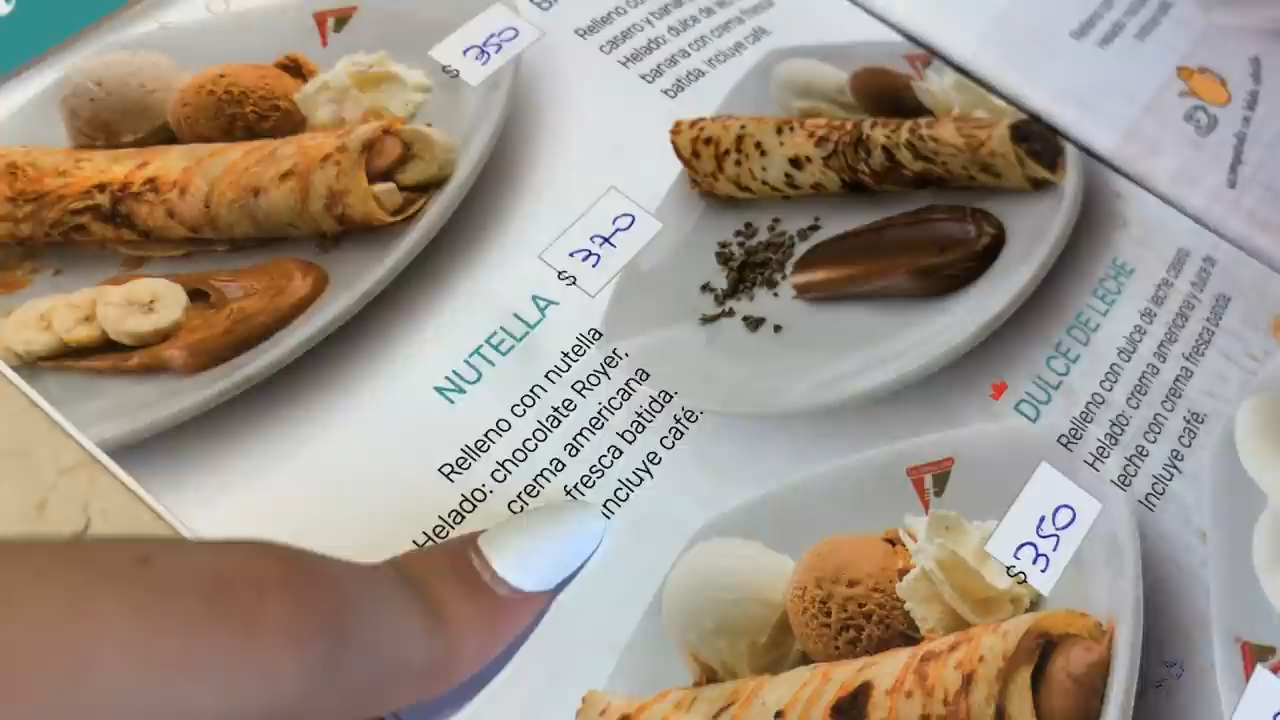 $ 350
Relleno
casero y banana
Helado: dulce de
banana con crema fresca
batida. Incluye café.
$ 370
NUTELLA
Relleno con nutella
Helado: chocolate Royer,
crema americana
fresca batida.
incluye café.
DULCE DE LECHE
Relleno con dulce de leche casero
Helado: crema americana y dulce de
leche con crema fresca batida.
Incluye café.
$ 350